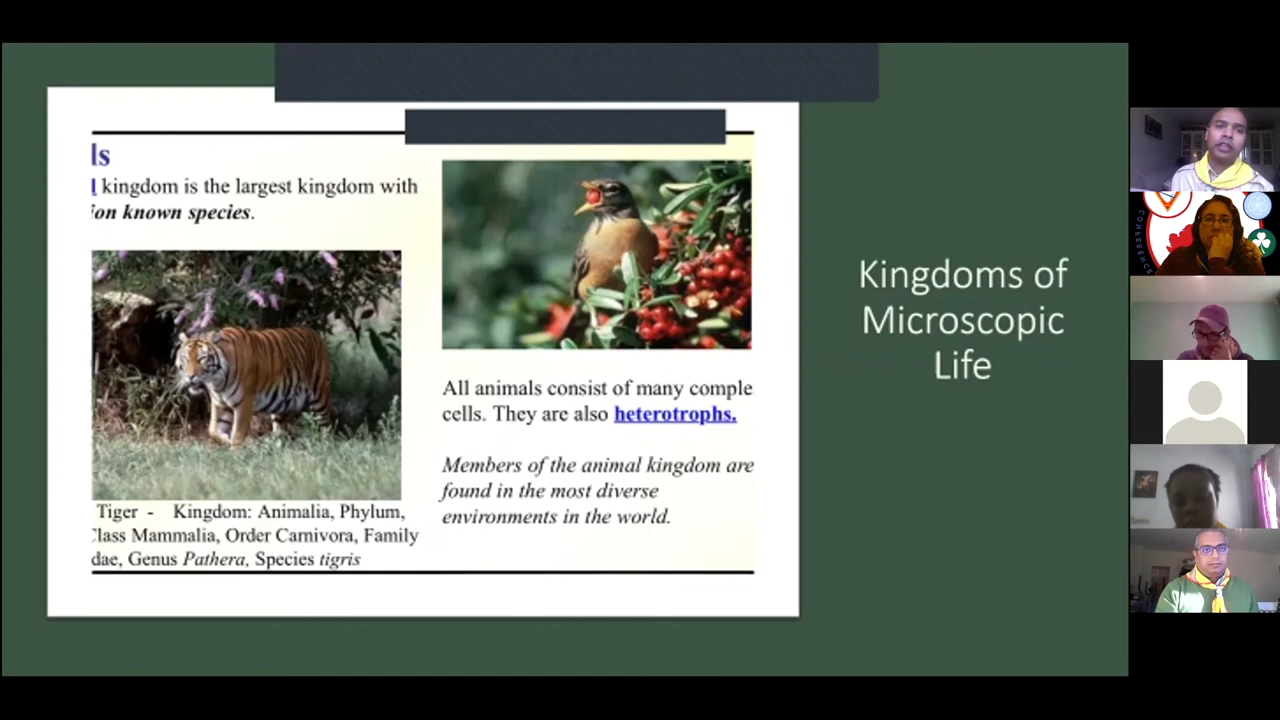 ls
l kingdom is the largest kingdom with
ion known species.
Tiger - Kingdom: Animalia, Phylum,
Class Mammalia, Order Carnivora, Family
dae, Genus Pathera, Species tigris
All animals consist of many comple
cells. They are also heterotrophs.
Members of the animal kingdom are
found in the most diverse
environments in the world.
Kingdoms of
Microscopic
Life
CONFERENCE